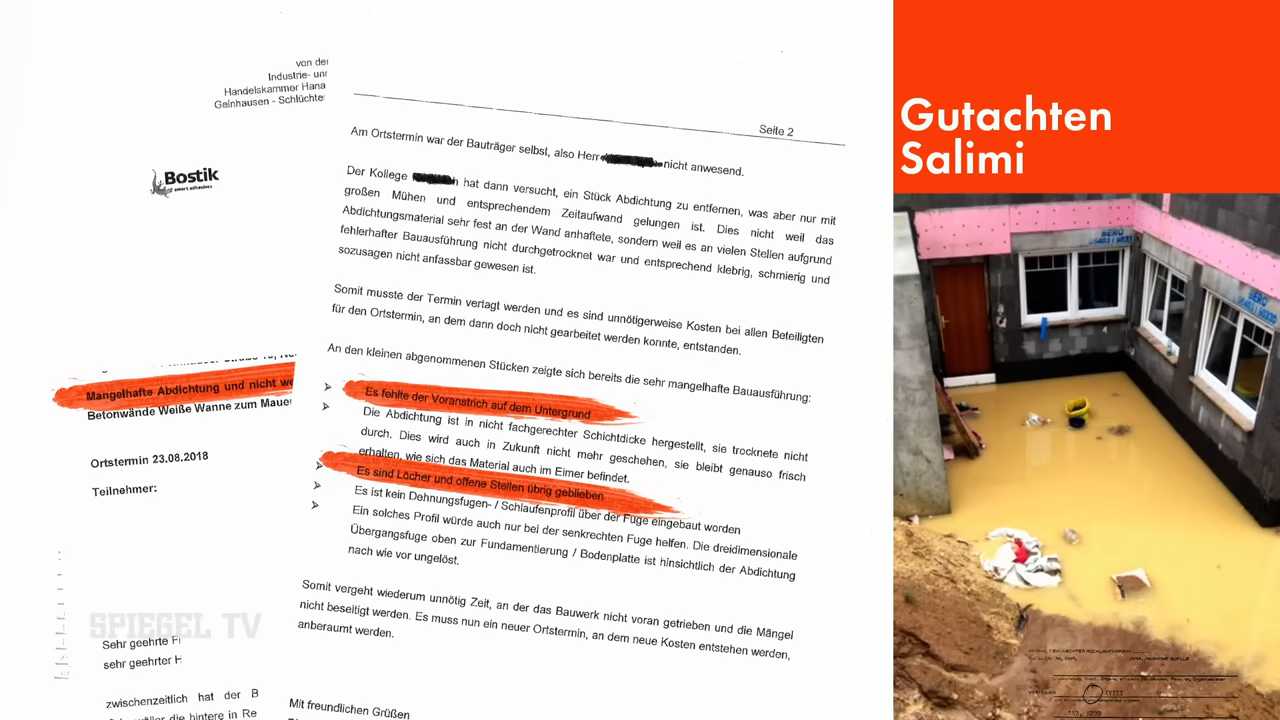 von der
Industrie- und
Handelskammer Hana
Gelnhausen - Schlüchte
Bostik
smart adhesives
Mangelhafte Abdichtung und nicht we
Betonwände Weiße Wanne zum Maue
Ortstermin 23.08.2018
Teilnehmer:
SPIEGEL TV
Sehr geehrte F
sehr geehrter H
zwischenzeitlich hat der B
die hintere in Re
Seite 2
Am Ortstermin war der Bauträger selbst, also Herr nicht anwesend.
Der Kollege hat dann versucht, ein Stück Abdichtung zu entfernen, was aber nur mit
großen Mühen und entsprechendem Zeitaufwand gelungen ist. Dies nicht weil das
Abdichtungsmaterial sehr fest an der Wand anhaftete, sondern weil es an vielen Stellen aufgrund
fehlerhafter Bauausführung nicht durchgetrocknet war und entsprechend klebrig, schmierig und
sozusagen nicht anfassbar gewesen ist.
Somit musste der Termin vertagt werden und es sind unnötigerweise Kosten bei allen Beteiligten
für den Ortstermin, an dem dann doch nicht gearbeitet werden konnte, entstanden.
An den kleinen abgenommenen Stücken zeigte sich bereits die sehr mangelhafte Bauausführung:
Es fehlte der Voranstrich auf dem Untergrund
Die Abdichtung ist in nicht fachgerechter Schichtdicke hergestellt, sie trocknete nicht
durch. Dies wird auch in Zukunft nicht mehr geschehen, sie bleibt genauso frisch
erhalten, wie sich das Material auch im Eimer befindet.
Es sind Löcher und offene Stellen übrig geblieben
Es ist kein Dehnungsfugen- / Schlaufenprofil über der Fuge eingebaut worden
Ein solches Profil würde auch nur bei der senkrechten Fuge helfen. Die dreidimensionale
Übergangsfuge oben zur Fundamentierung / Bodenplatte ist hinsichtlich der Abdichtung
nach wie vor ungelöst.
Somit vergeht wiederum unnötig Zeit, an der das Bauwerk nicht voran getrieben und die Mängel
nicht beseitigt werden. Es muss nun ein neuer Ortstermin, an dem neue Kosten entstehen werden,
anberaumt werden.
Mit freundlichen Grüßen
Gutachten
Salimi